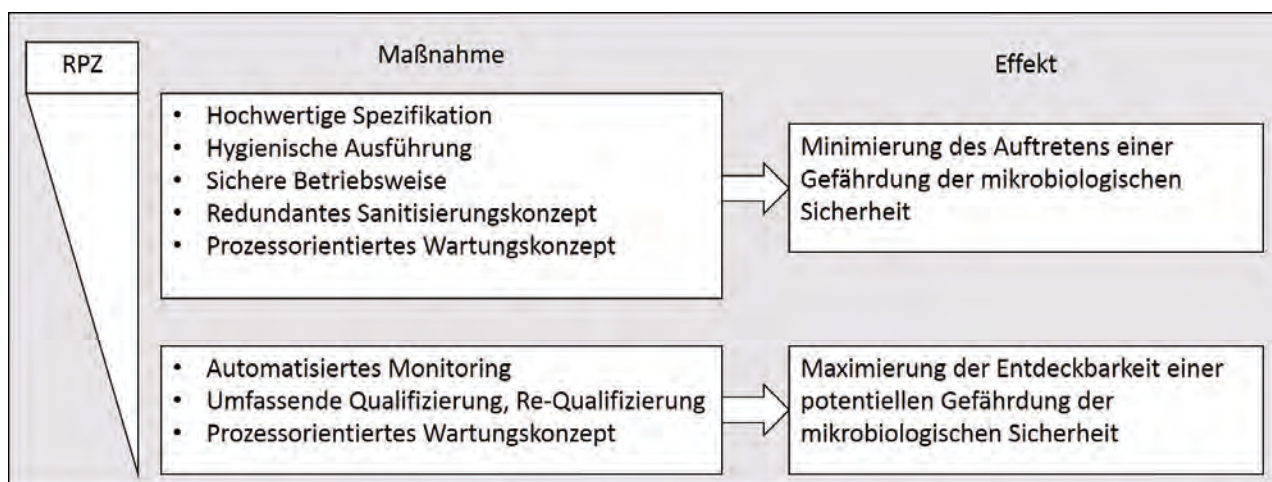 RPZ
Maßnahme
Effekt
• Hochwertige Spezifikation
• Hygienische Ausführung
• Sichere Betriebsweise
• Redundantes Sanitisierungskonzept
• Prozessorientiertes Wartungskonzept
Minimierung des Auftretens einer
Gefährdung der mikrobiologischen
Sicherheit
• Automatisiertes Monitoring
• Umfassende Qualifizierung, Re-Qualifizierung
• Prozessorientiertes Wartungskonzept
Maximierung der Entdeckbarkeit einer
potentiellen Gefährdung der
mikrobiologischen Sicherheit